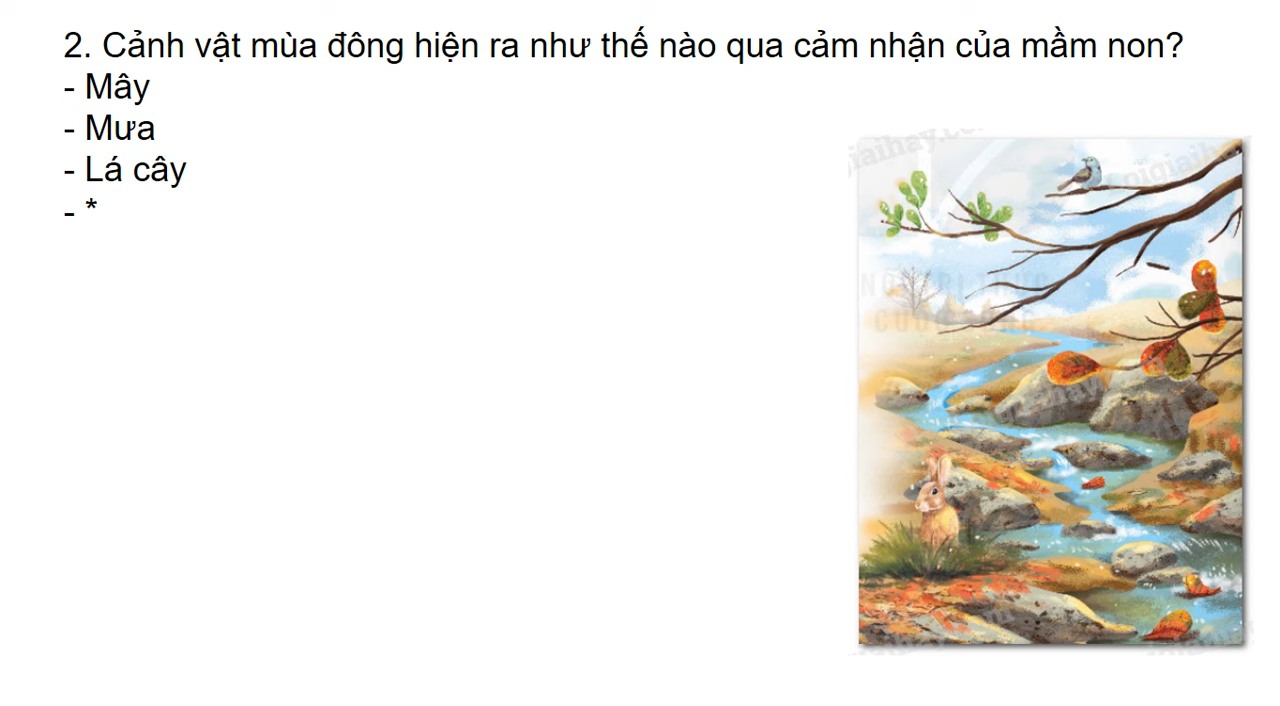 2. Cảnh vật mùa đông hiện ra như thế nào qua cảm nhận của mầm non?
- Mây
- Mưa
- Lá cây
- *